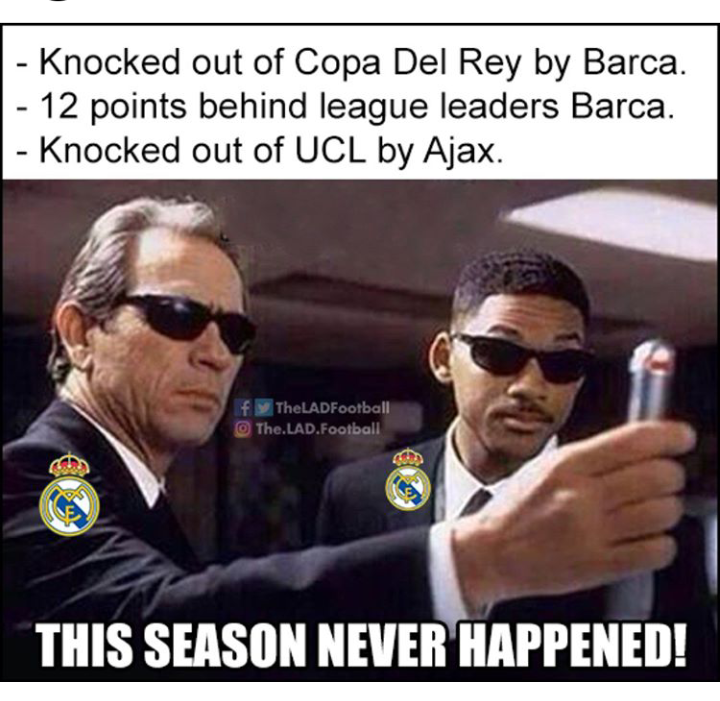 - Knocked out of Copa Del Rey by Barca.
- 12 points behind league leaders Barca.
- Knocked out of UCL by Ajax.
TheLADFootball
The.LAD.Football
THIS SEASON NEVER HAPPENED!